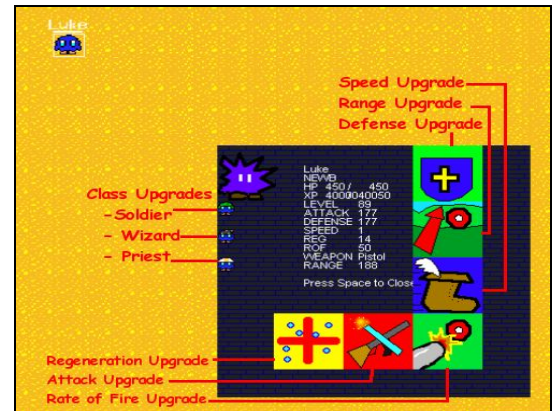 Luke
Speed Upgrade
Range Upgrade
Defense Upgrade
Class Upgrades
-Soldier
- Wizard
- Priest
Luke
NEWB
HP 450 / 450
XP 4000040050
LEVEL 89
ATTACK 177
DEFENSE 177
SPEED 1
REG 14
ROF 50
WEAPON Pistol
RANGE 188
Press Space to Close
Regeneration Upgrade
Attack Upgrade
Rate of Fire Upgrade